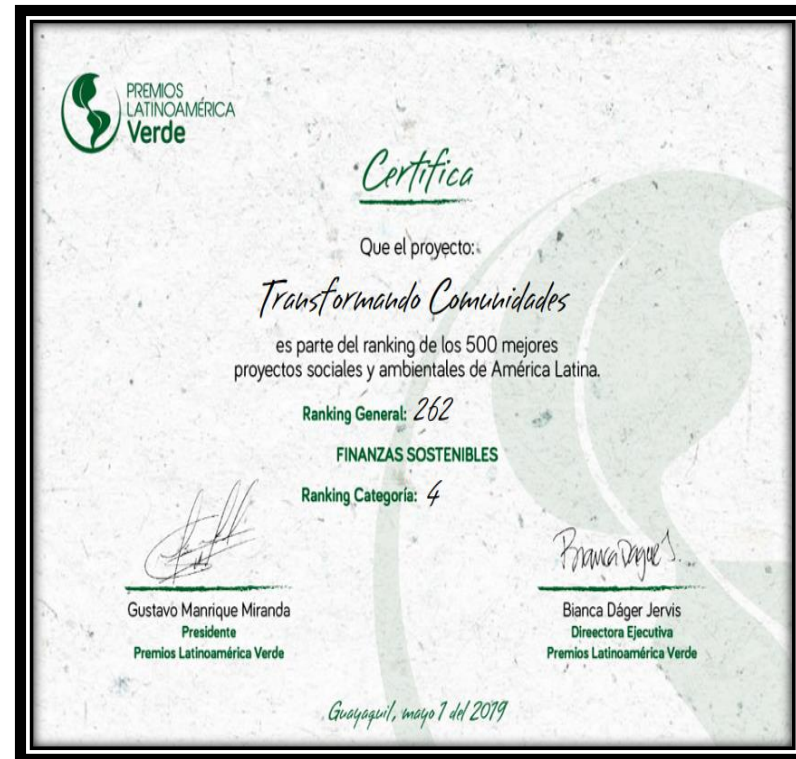 PREMIOS
LATINOAMÉRICA
Verde
Certifica
Que el proyecto:
Transformando Comunidades
es parte del ranking de los 500 mejores
proyectos sociales y ambientales de América Latina.
Ranking General: 262
FINANZAS SOSTENIBLES
Ranking Categoría: 4
Bianca Dague J.
Gustavo Manrique Miranda
Presidente
Premios Latinoamérica Verde
Bianca Dáger Jervis
Direectora Ejecutiva
Premios Latinoamérica Verde
Guayaquil, mayo 1 del 2019